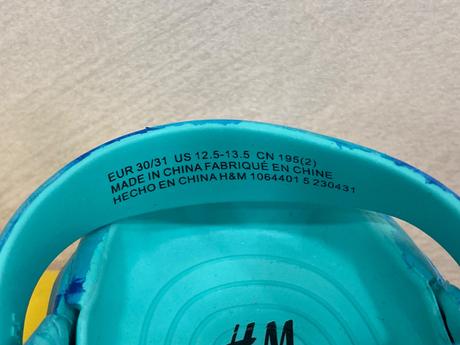 EUR 30/31 US 12.5-13.5 CN 195(2)
MADE IN CHINA FABRIQUÉ EN CHINE
HECHO EN CHINA H&M 1064401 5 230431
H&M